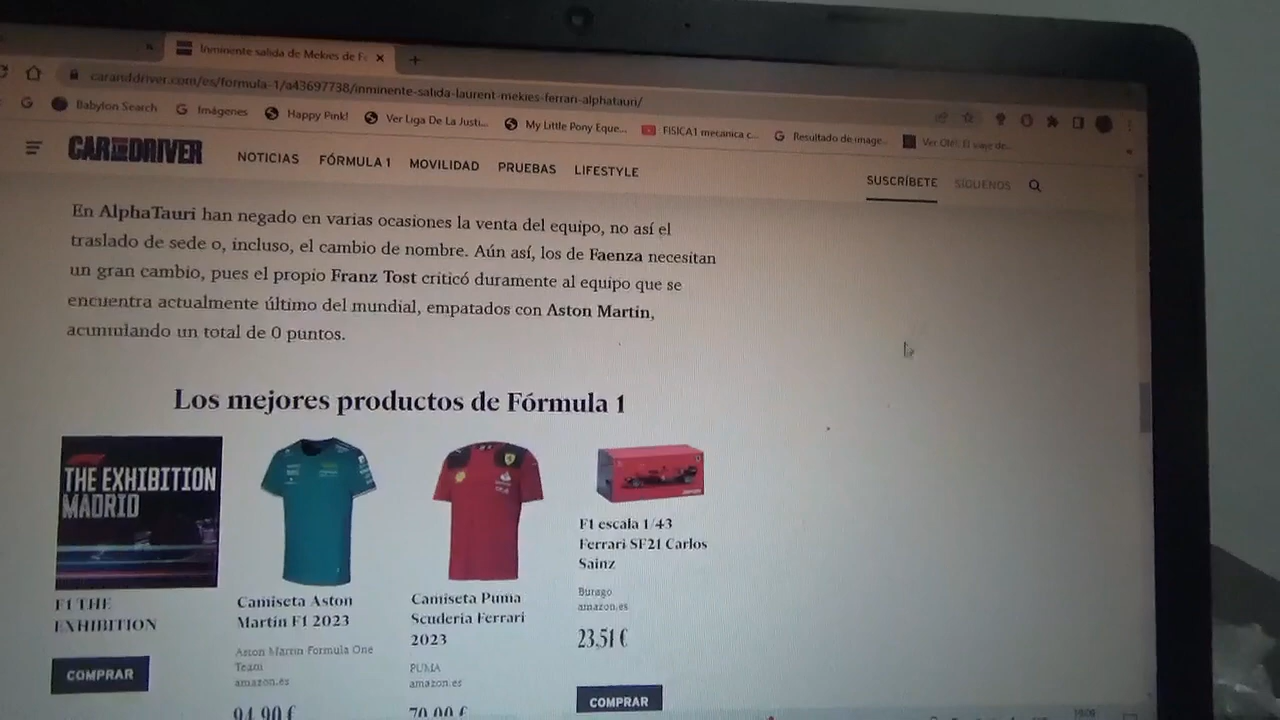 Inminente salida de Mekies de F
caranddriver.com/es/formula-1/a43697738/inminente-salida-laurent-mekies-ferrari-alphatauri/
Babylon Search
Imágenes
Happy Pink!
Ver Liga De La Justi...
My Little Pony Eque...
FISICA1 mecanica c...
Resultado de image...
CAR AND DRIVER
NOTICIAS
FÓRMULA 1
MOVILIDAD
PRUEBAS
LIFESTYLE
SUSCRÍBETE
SÍGUENOS
En AlphaTauri han negado en varias ocasiones la venta del equipo, no así el
traslado de sede o, incluso, el cambio de nombre. Aún así, los de Faenza necesitan
un gran cambio, pues el propio Franz Tost criticó duramente al equipo que se
encuentra actualmente último del mundial, empatados con Aston Martin,
acumulando un total de 0 puntos.
Los mejores productos de Fórmula 1
THE EXHIBITION
MADRID
F1 THE
EXHIBITION
COMPRAR
Camiseta Aston
Martin F1 2023
Aston Martin Formula One
Team
amazon.es
94,90 €
Camiseta Puma
Scuderia Ferrari
2023
PUMA
amazon.es
70,00 €
F1 escala 1/43
Ferrari SF21 Carlos
Sainz
Burago
amazon.es
23,51 €
COMPRAR